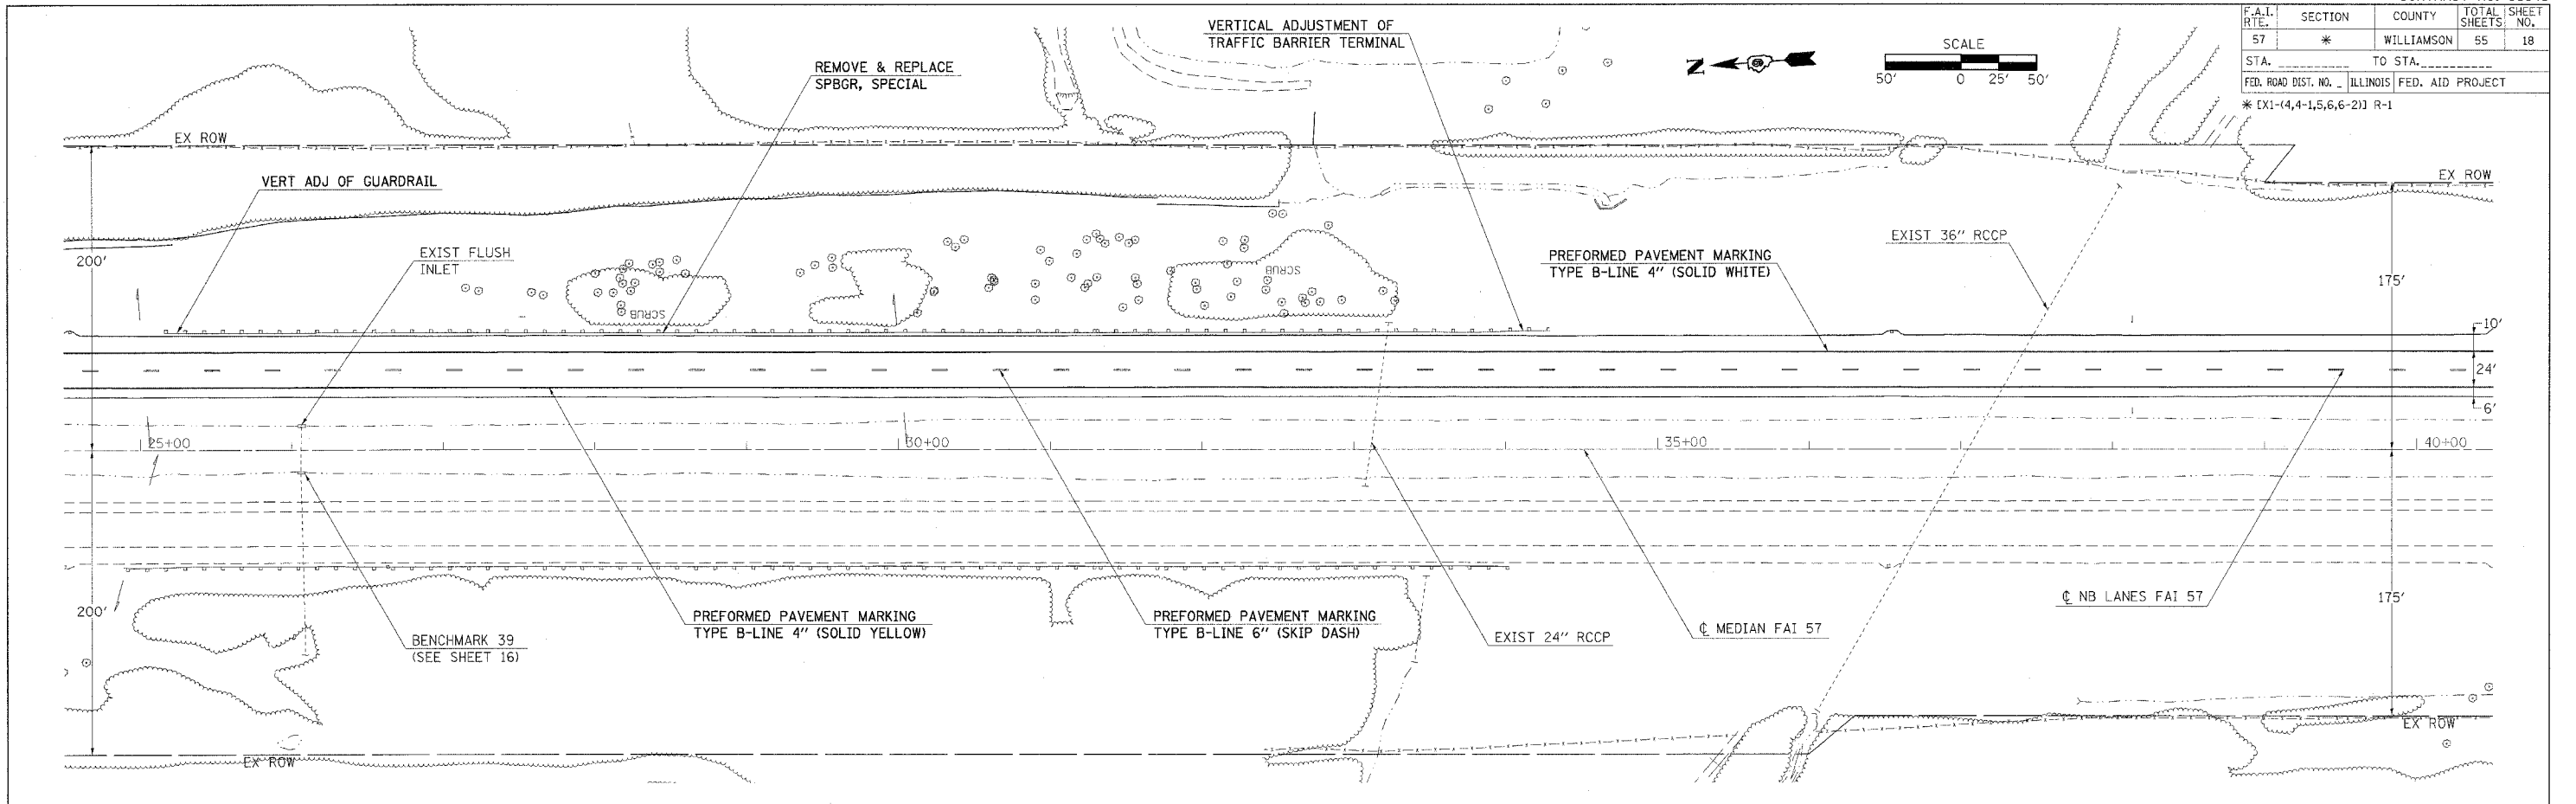 F.A.I. RTE. SECTION COUNTY TOTAL SHEETS SHEET NO.
57 * WILLIAMSON 55 18
STA. __________ TO STA. __________
FED. ROAD DIST. NO. _ ILLINOIS FED. AID PROJECT
* [X1-(4,4-1,5,6,6-2)] R-1
VERTICAL ADJUSTMENT OF
TRAFFIC BARRIER TERMINAL
SCALE
50' 0 25' 50'
N
REMOVE & REPLACE
SPBGR, SPECIAL
EX ROW
VERT ADJ OF GUARDRAIL
EX ROW
200'
EXIST FLUSH
INLET
SCRUB
SCRUB
PREFORMED PAVEMENT MARKING
TYPE B-LINE 4" (SOLID WHITE)
EXIST 36" RCCP
175'
10'
24'
6'
25+00
30+00
35+00
40+00
200'
BENCHMARK 39
(SEE SHEET 16)
PREFORMED PAVEMENT MARKING
TYPE B-LINE 4" (SOLID YELLOW)
PREFORMED PAVEMENT MARKING
TYPE B-LINE 6" (SKIP DASH)
EXIST 24" RCCP
℄ MEDIAN FAI 57
℄ NB LANES FAI 57
175'
EX ROW
EX ROW